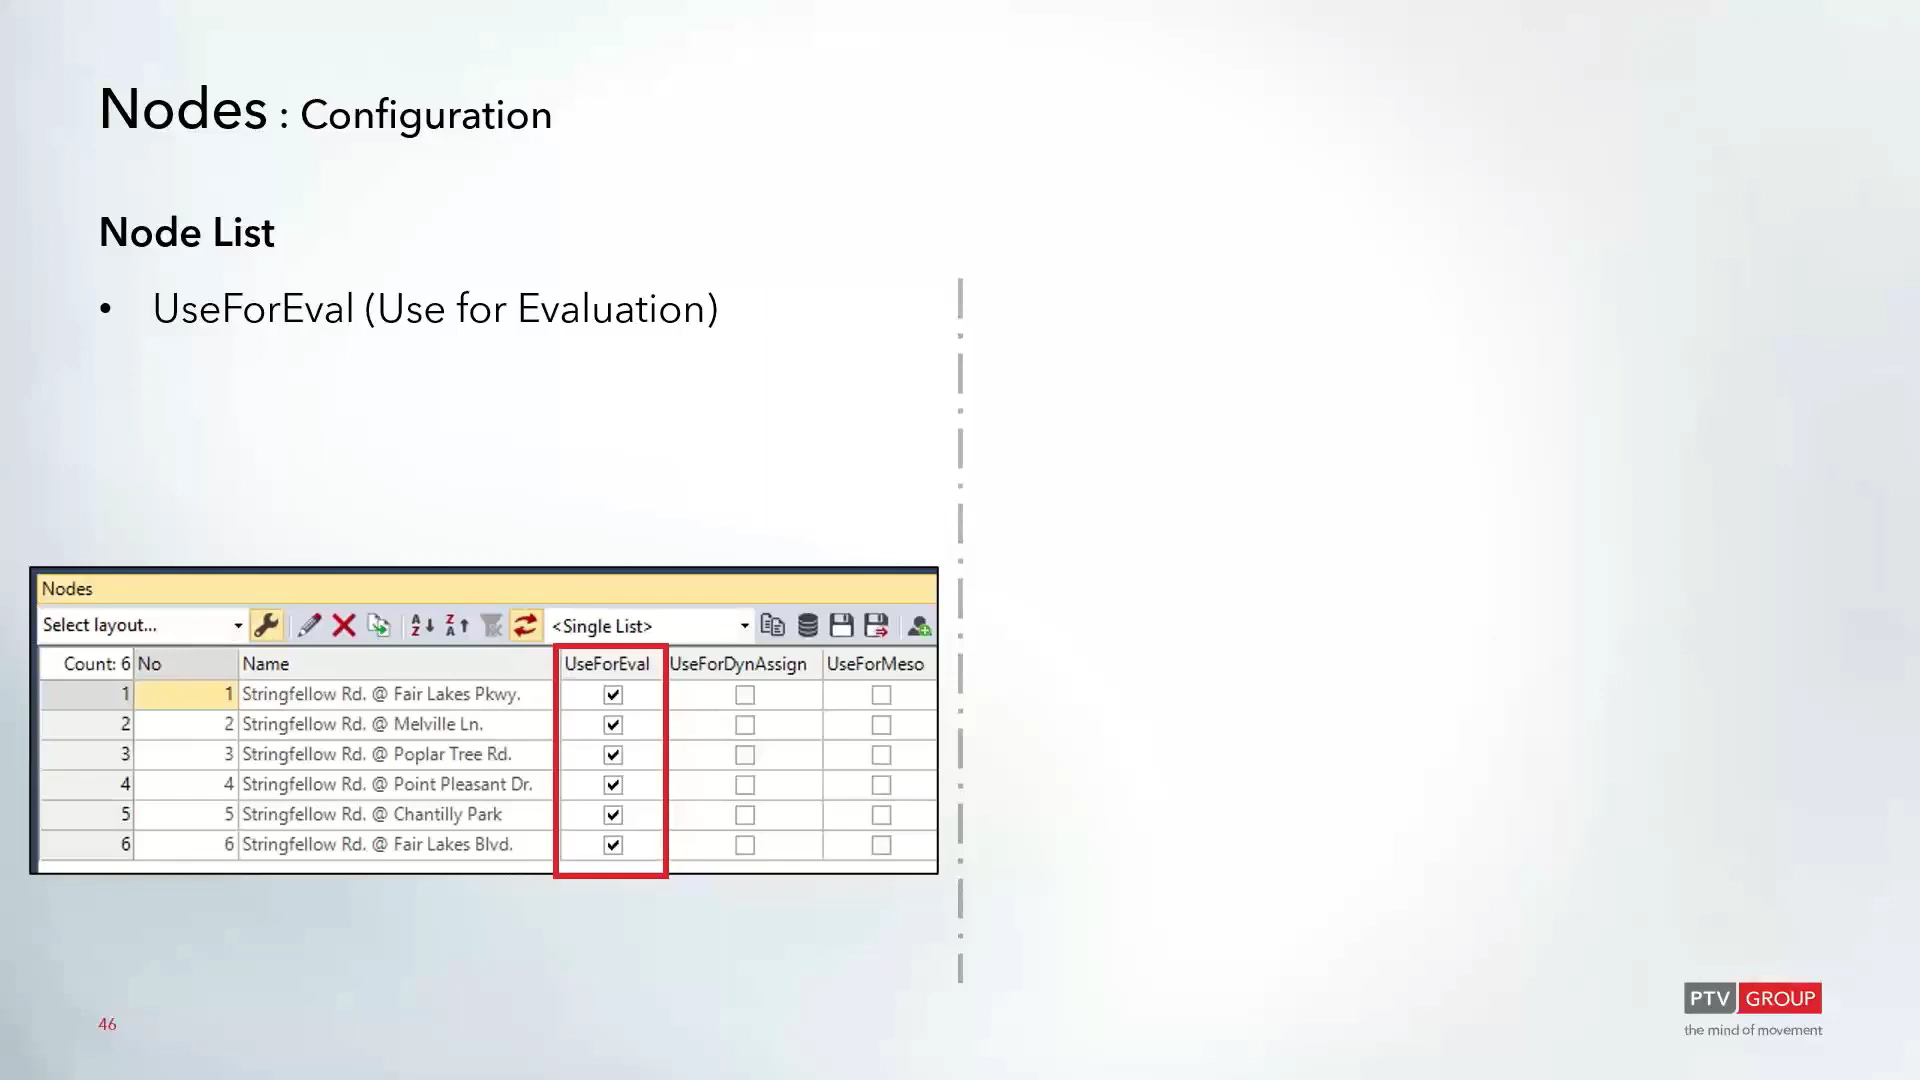 Nodes : Configuration
Node List
• UseForEval (Use for Evaluation)
Nodes
Select layout... <Single List>
Count: 6 No Name UseForEval UseForDynAssign UseForMeso
1 1 Stringfellow Rd. @ Fair Lakes Pkwy.
2 2 Stringfellow Rd. @ Melville Ln.
3 3 Stringfellow Rd. @ Poplar Tree Rd.
4 4 Stringfellow Rd. @ Point Pleasant Dr.
5 5 Stringfellow Rd. @ Chantilly Park
6 6 Stringfellow Rd. @ Fair Lakes Blvd.
46
PTV GROUP
the mind of movement